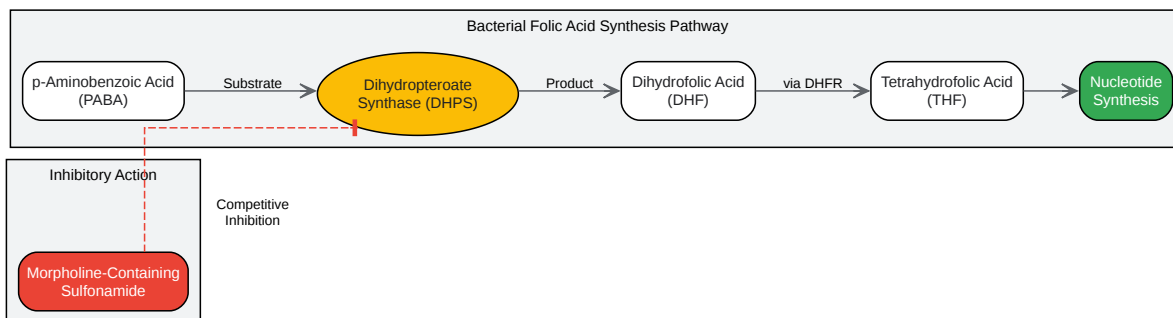 Bacterial Folic Acid Synthesis Pathway
p-Aminobenzoic Acid
(PABA)
Substrate
Dihydropteroate
Synthase (DHPS)
Product
Dihydrofolic Acid
(DHF)
via DHFR
Tetrahydrofolic Acid
(THF)
Nucleotide
Synthesis
Inhibitory Action
Competitive
Inhibition
Morpholine-Containing
Sulfonamide